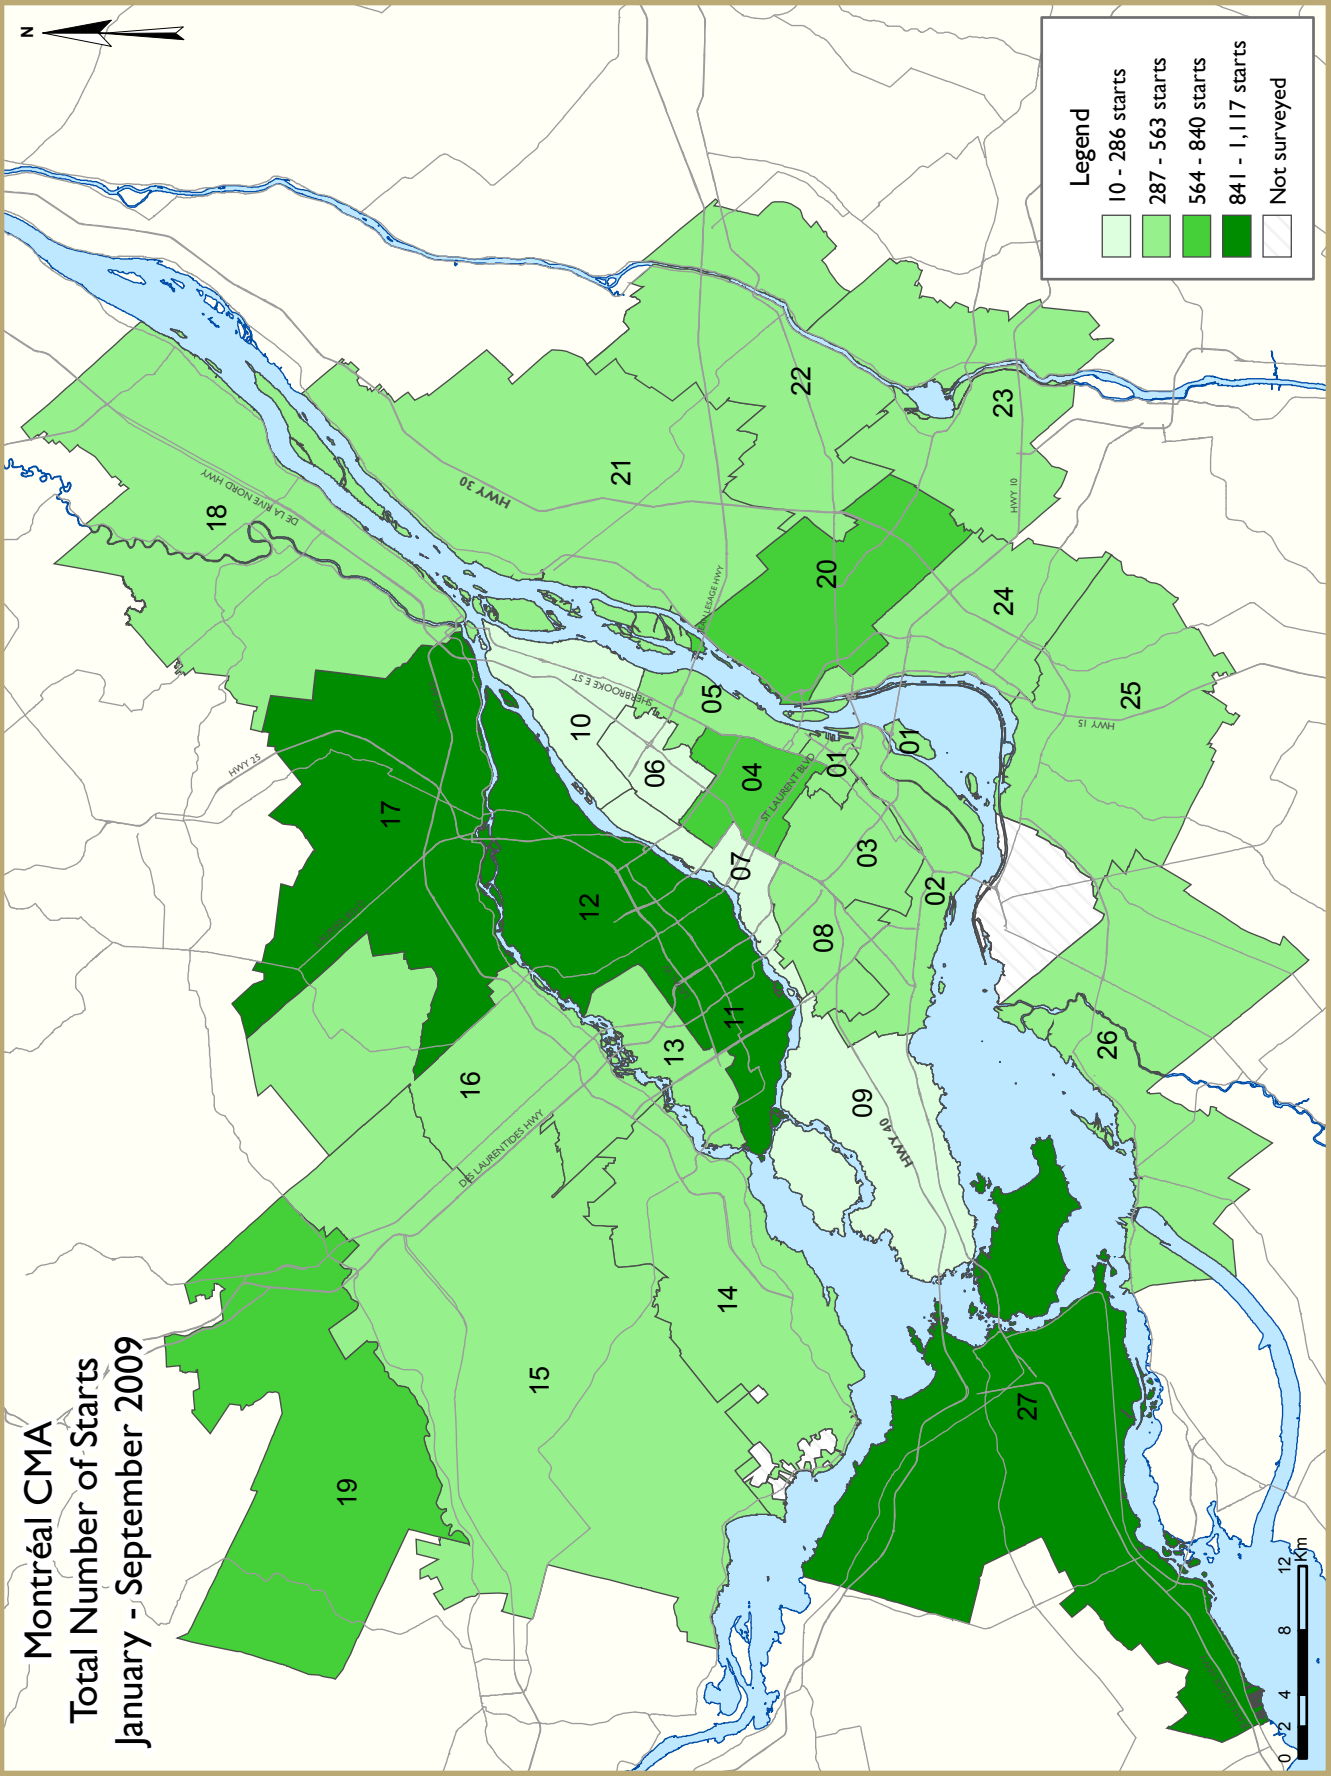 Montréal CMA
Total Number of Starts
January - September 2009
N
Legend
10 - 286 starts
287 - 563 starts
564 - 840 starts
841 - 1,117 starts
Not surveyed
19
15
14
27
16
13
11
12
17
18
DE LA RIVE NORD HWY
HWY 25
DES LAURENTIDES HWY
HWY 30
21
22
20
23
HWY 10
24
25
HWY 15
26
SHERBROOKE E ST
10
06
05
04
ST LAURENT BLVD
01
01
07
03
02
08
09
HWY 40
0 2 4 8 12
Km